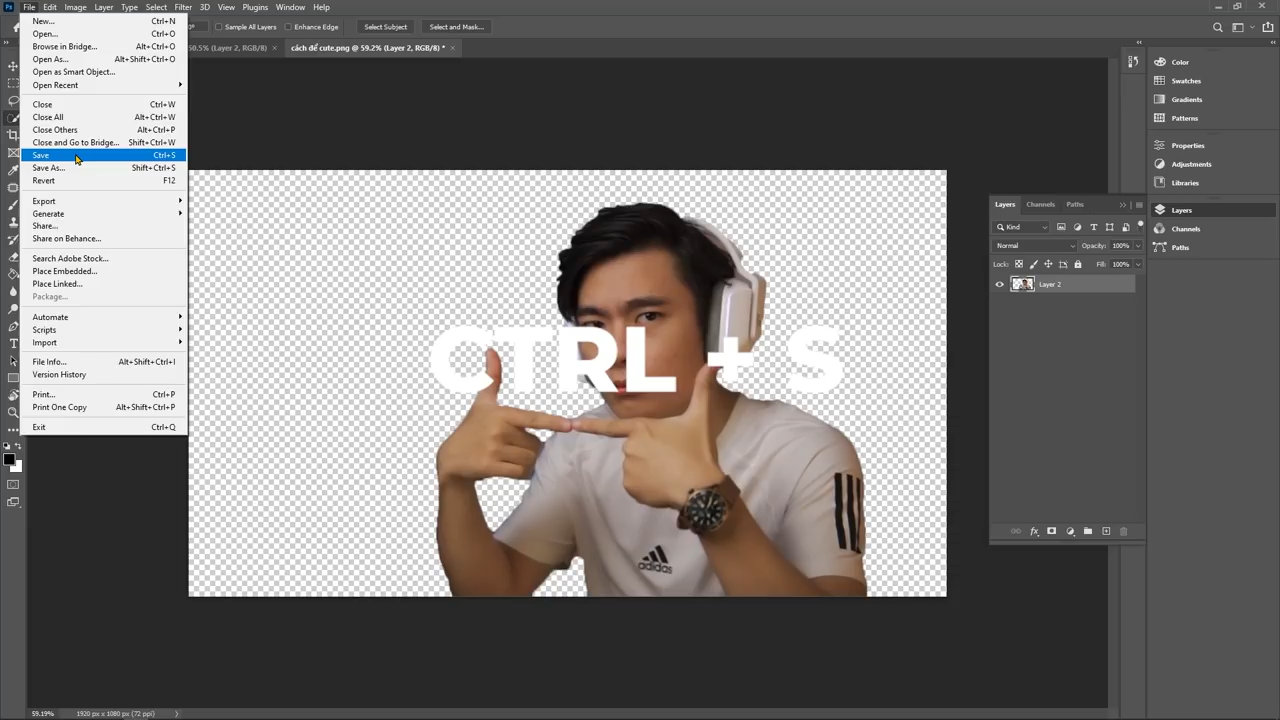 Ps File Edit Image Layer Type Select Filter 3D View Plugins Window Help
Sample All Layers Enhance Edge Select Subject Select and Mask...
(Layer 2, RGB/8) × cách để cute.png @ 59.2% (Layer 2, RGB/8) * ×
New... Ctrl+N
Open... Ctrl+O
Browse in Bridge... Alt+Ctrl+O
Open As... Alt+Shift+Ctrl+O
Open as Smart Object...
Open Recent
Close Ctrl+W
Close All Alt+Ctrl+W
Close Others Alt+Ctrl+P
Close and Go to Bridge... Shift+Ctrl+W
Save Ctrl+S
Save As... Shift+Ctrl+S
Revert F12
Export
Generate
Share...
Share on Behance...
Search Adobe Stock...
Place Embedded...
Place Linked...
Package...
Automate
Scripts
Import
File Info... Alt+Shift+Ctrl+I
Version History
Print... Ctrl+P
Print One Copy Alt+Shift+Ctrl+P
Exit Ctrl+Q
CTRL + S
adidas
Layers Channels Paths
Kind
Normal Opacity: 100%
Lock: Fill: 100%
Layer 2
Color
Swatches
Gradients
Patterns
Properties
Adjustments
Libraries
Layers
Channels
Paths
59.19% 1920 px x 1080 px (72 ppi)